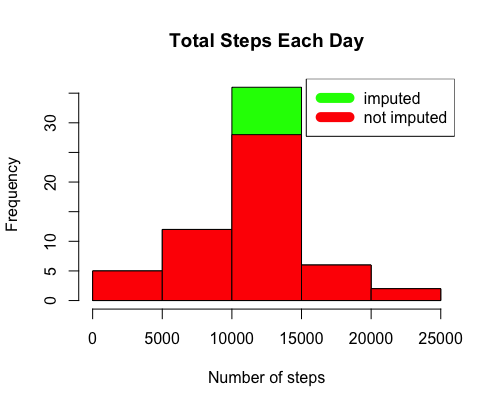 Total Steps Each Day
imputed
not imputed
Frequency
30
20
10
5
0
0 5000 10000 15000 20000 25000
Number of steps